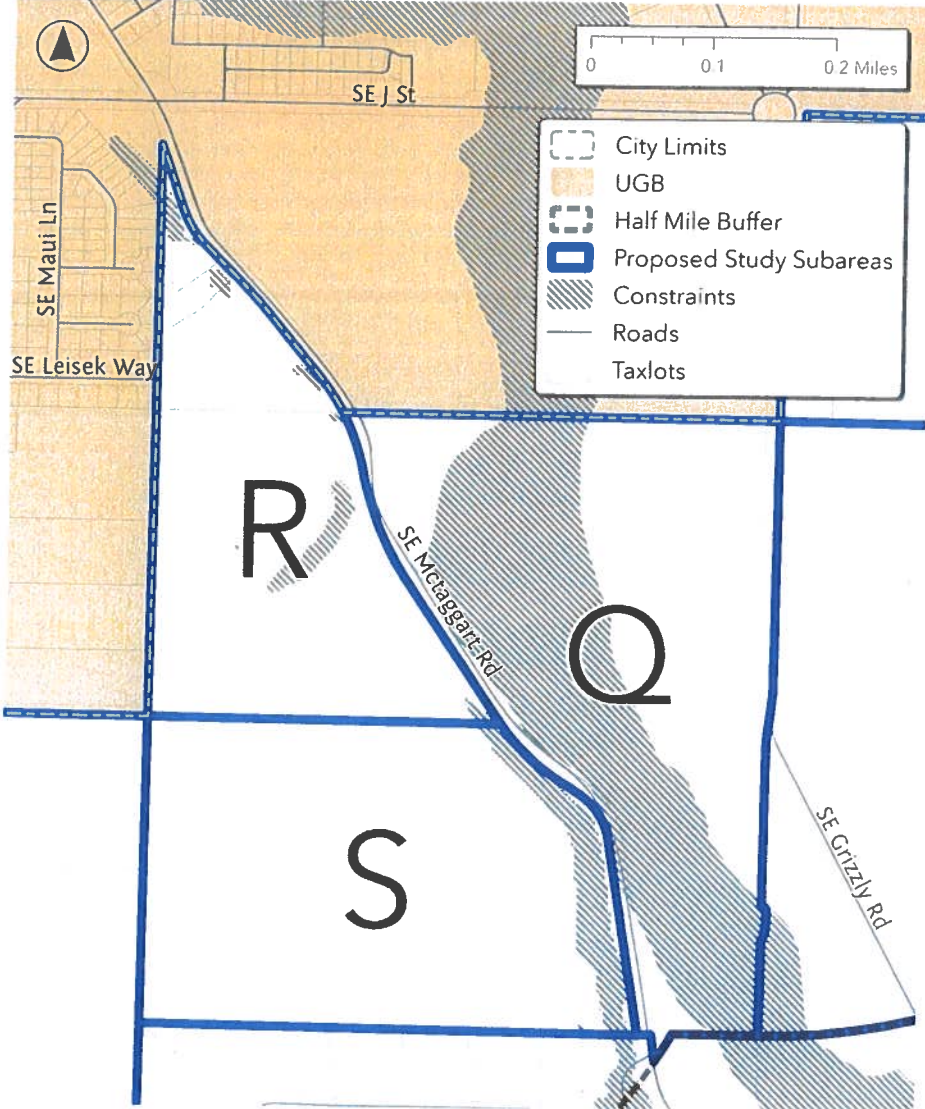 SE J St
0 0.1 0.2 Miles
City Limits
UGB
Half Mile Buffer
Proposed Study Subareas
Constraints
Roads
Taxlots
SE Maui Ln
SE Leisek Way
R
SE Mctaggart Rd
Q
S
SE Grizzly Rd